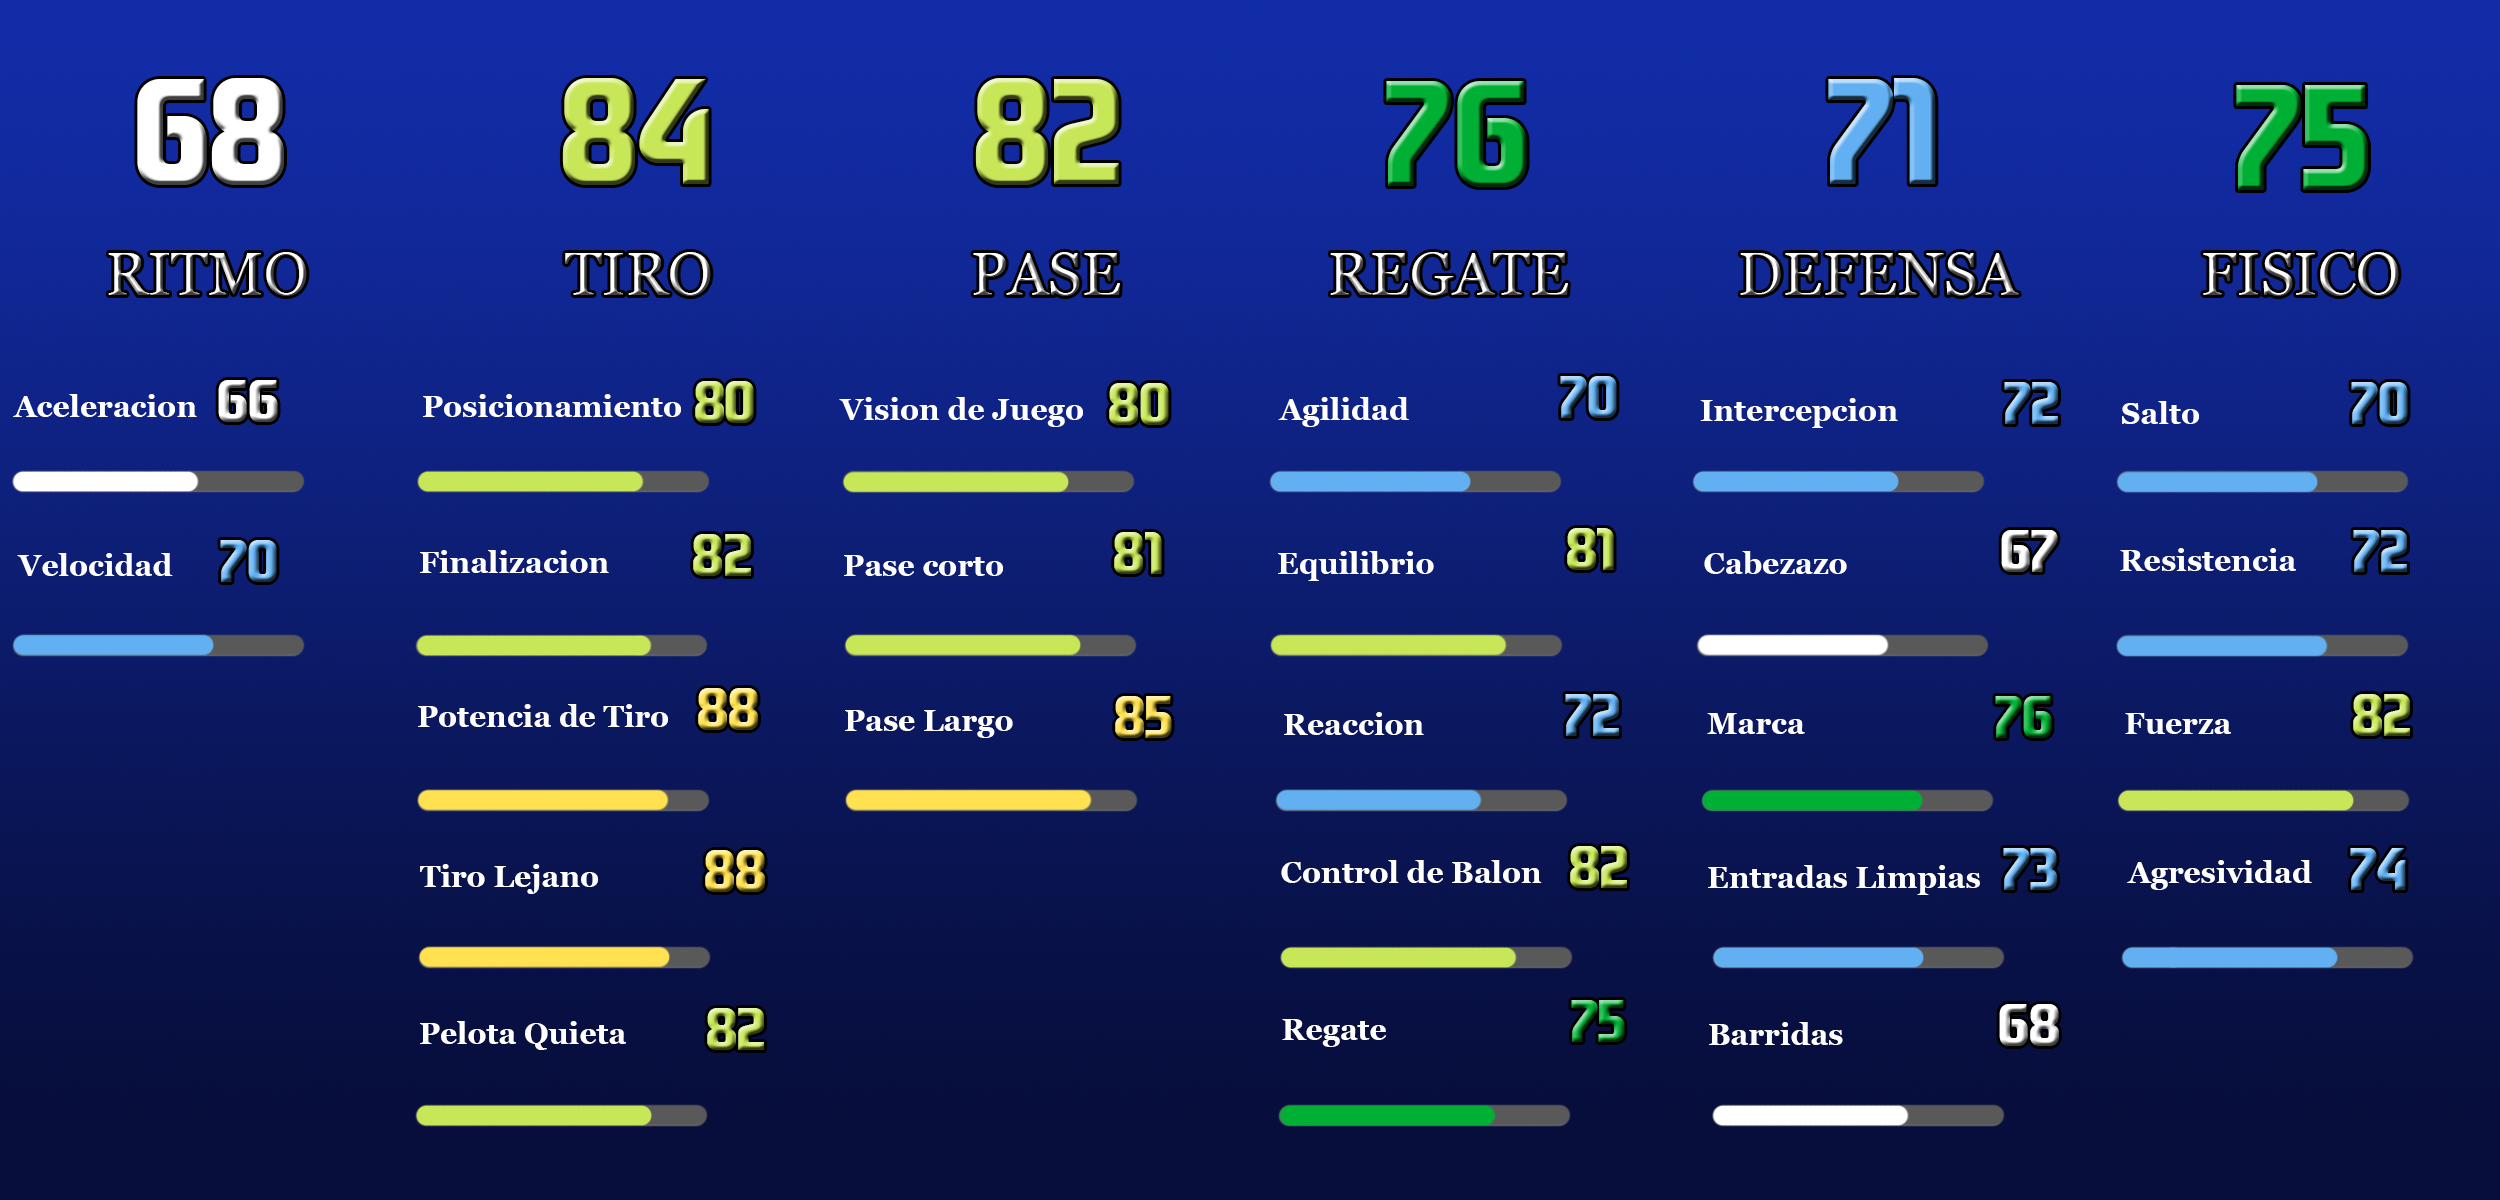 68 84 82 76 71 75
RITMO TIRO PASE REGATE DEFENSA FISICO
Aceleracion 66 Posicionamiento 80 Vision de Juego 80 Agilidad 70 Intercepcion 72 Salto 70
Velocidad 70 Finalizacion 82 Pase corto 81 Equilibrio 81 Cabezazo 67 Resistencia 72
Potencia de Tiro 88 Pase Largo 85 Reaccion 72 Marca 76 Fuerza 82
Tiro Lejano 88 Control de Balon 82 Entradas Limpias 73 Agresividad 74
Pelota Quieta 82 Regate 75 Barridas 68